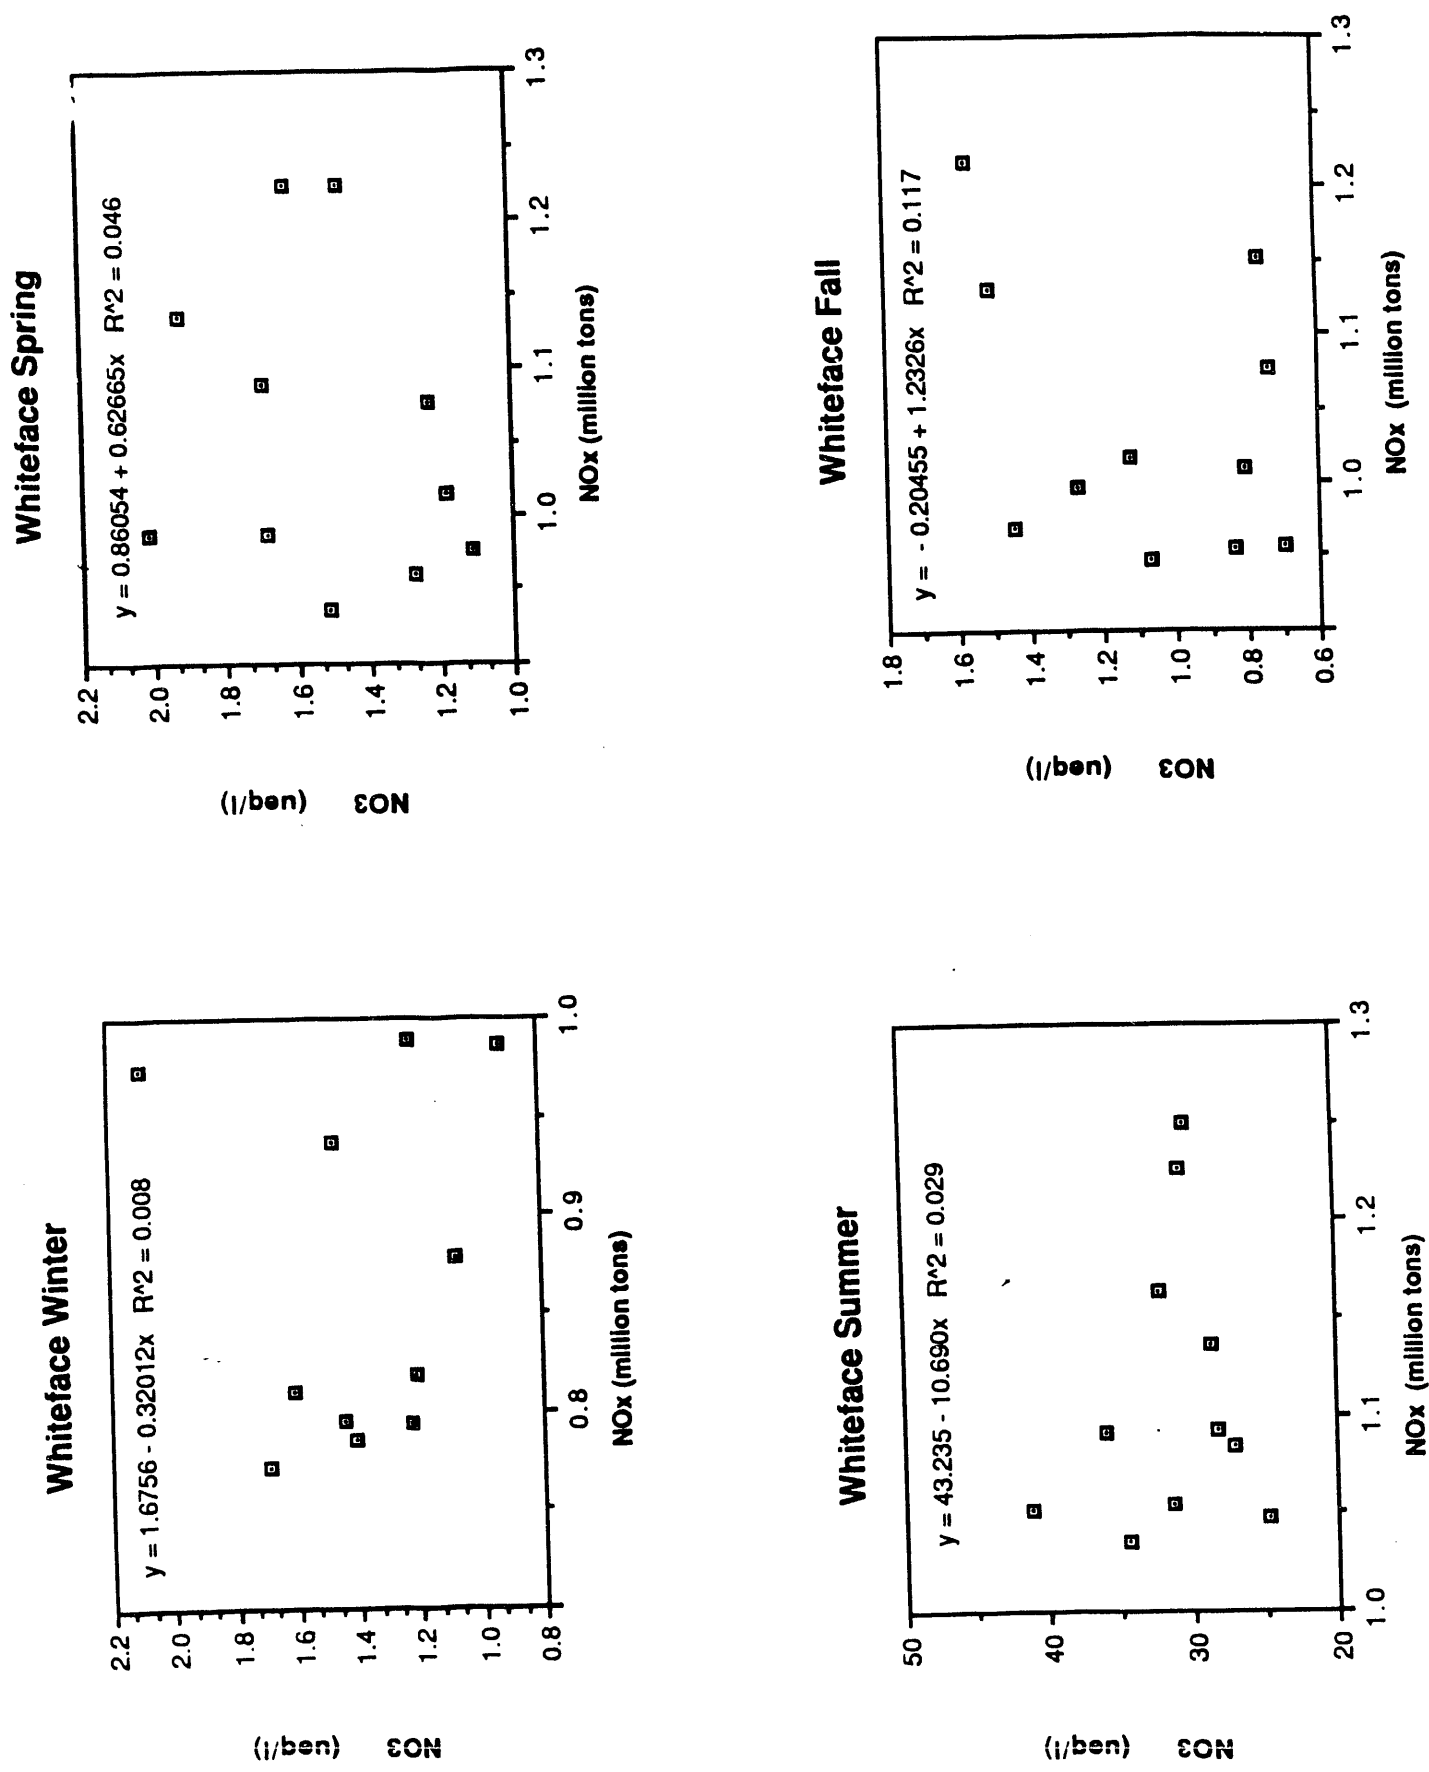 Whiteface Winter
y = 1.6756 - 0.32012x R^2 = 0.008
2.2
2.0
1.8
1.6
1.4
1.2
1.0
0.8
NO3
(ueq/l)
0.8
0.9
1.0
NOx (million tons)
Whiteface Spring
y = 0.86054 + 0.62665x R^2 = 0.046
2.2
2.0
1.8
1.6
1.4
1.2
1.0
NO3
(ueq/l)
1.0
1.1
1.2
1.3
NOx (million tons)
Whiteface Summer
y = 43.235 - 10.690x R^2 = 0.029
50
40
30
20
NO3
(ueq/l)
1.0
1.1
1.2
1.3
NOx (million tons)
Whiteface Fall
y = - 0.20455 + 1.2326x R^2 = 0.117
1.8
1.6
1.4
1.2
1.0
0.8
0.6
NO3
(ueq/l)
1.0
1.1
1.2
1.3
NOx (million tons)